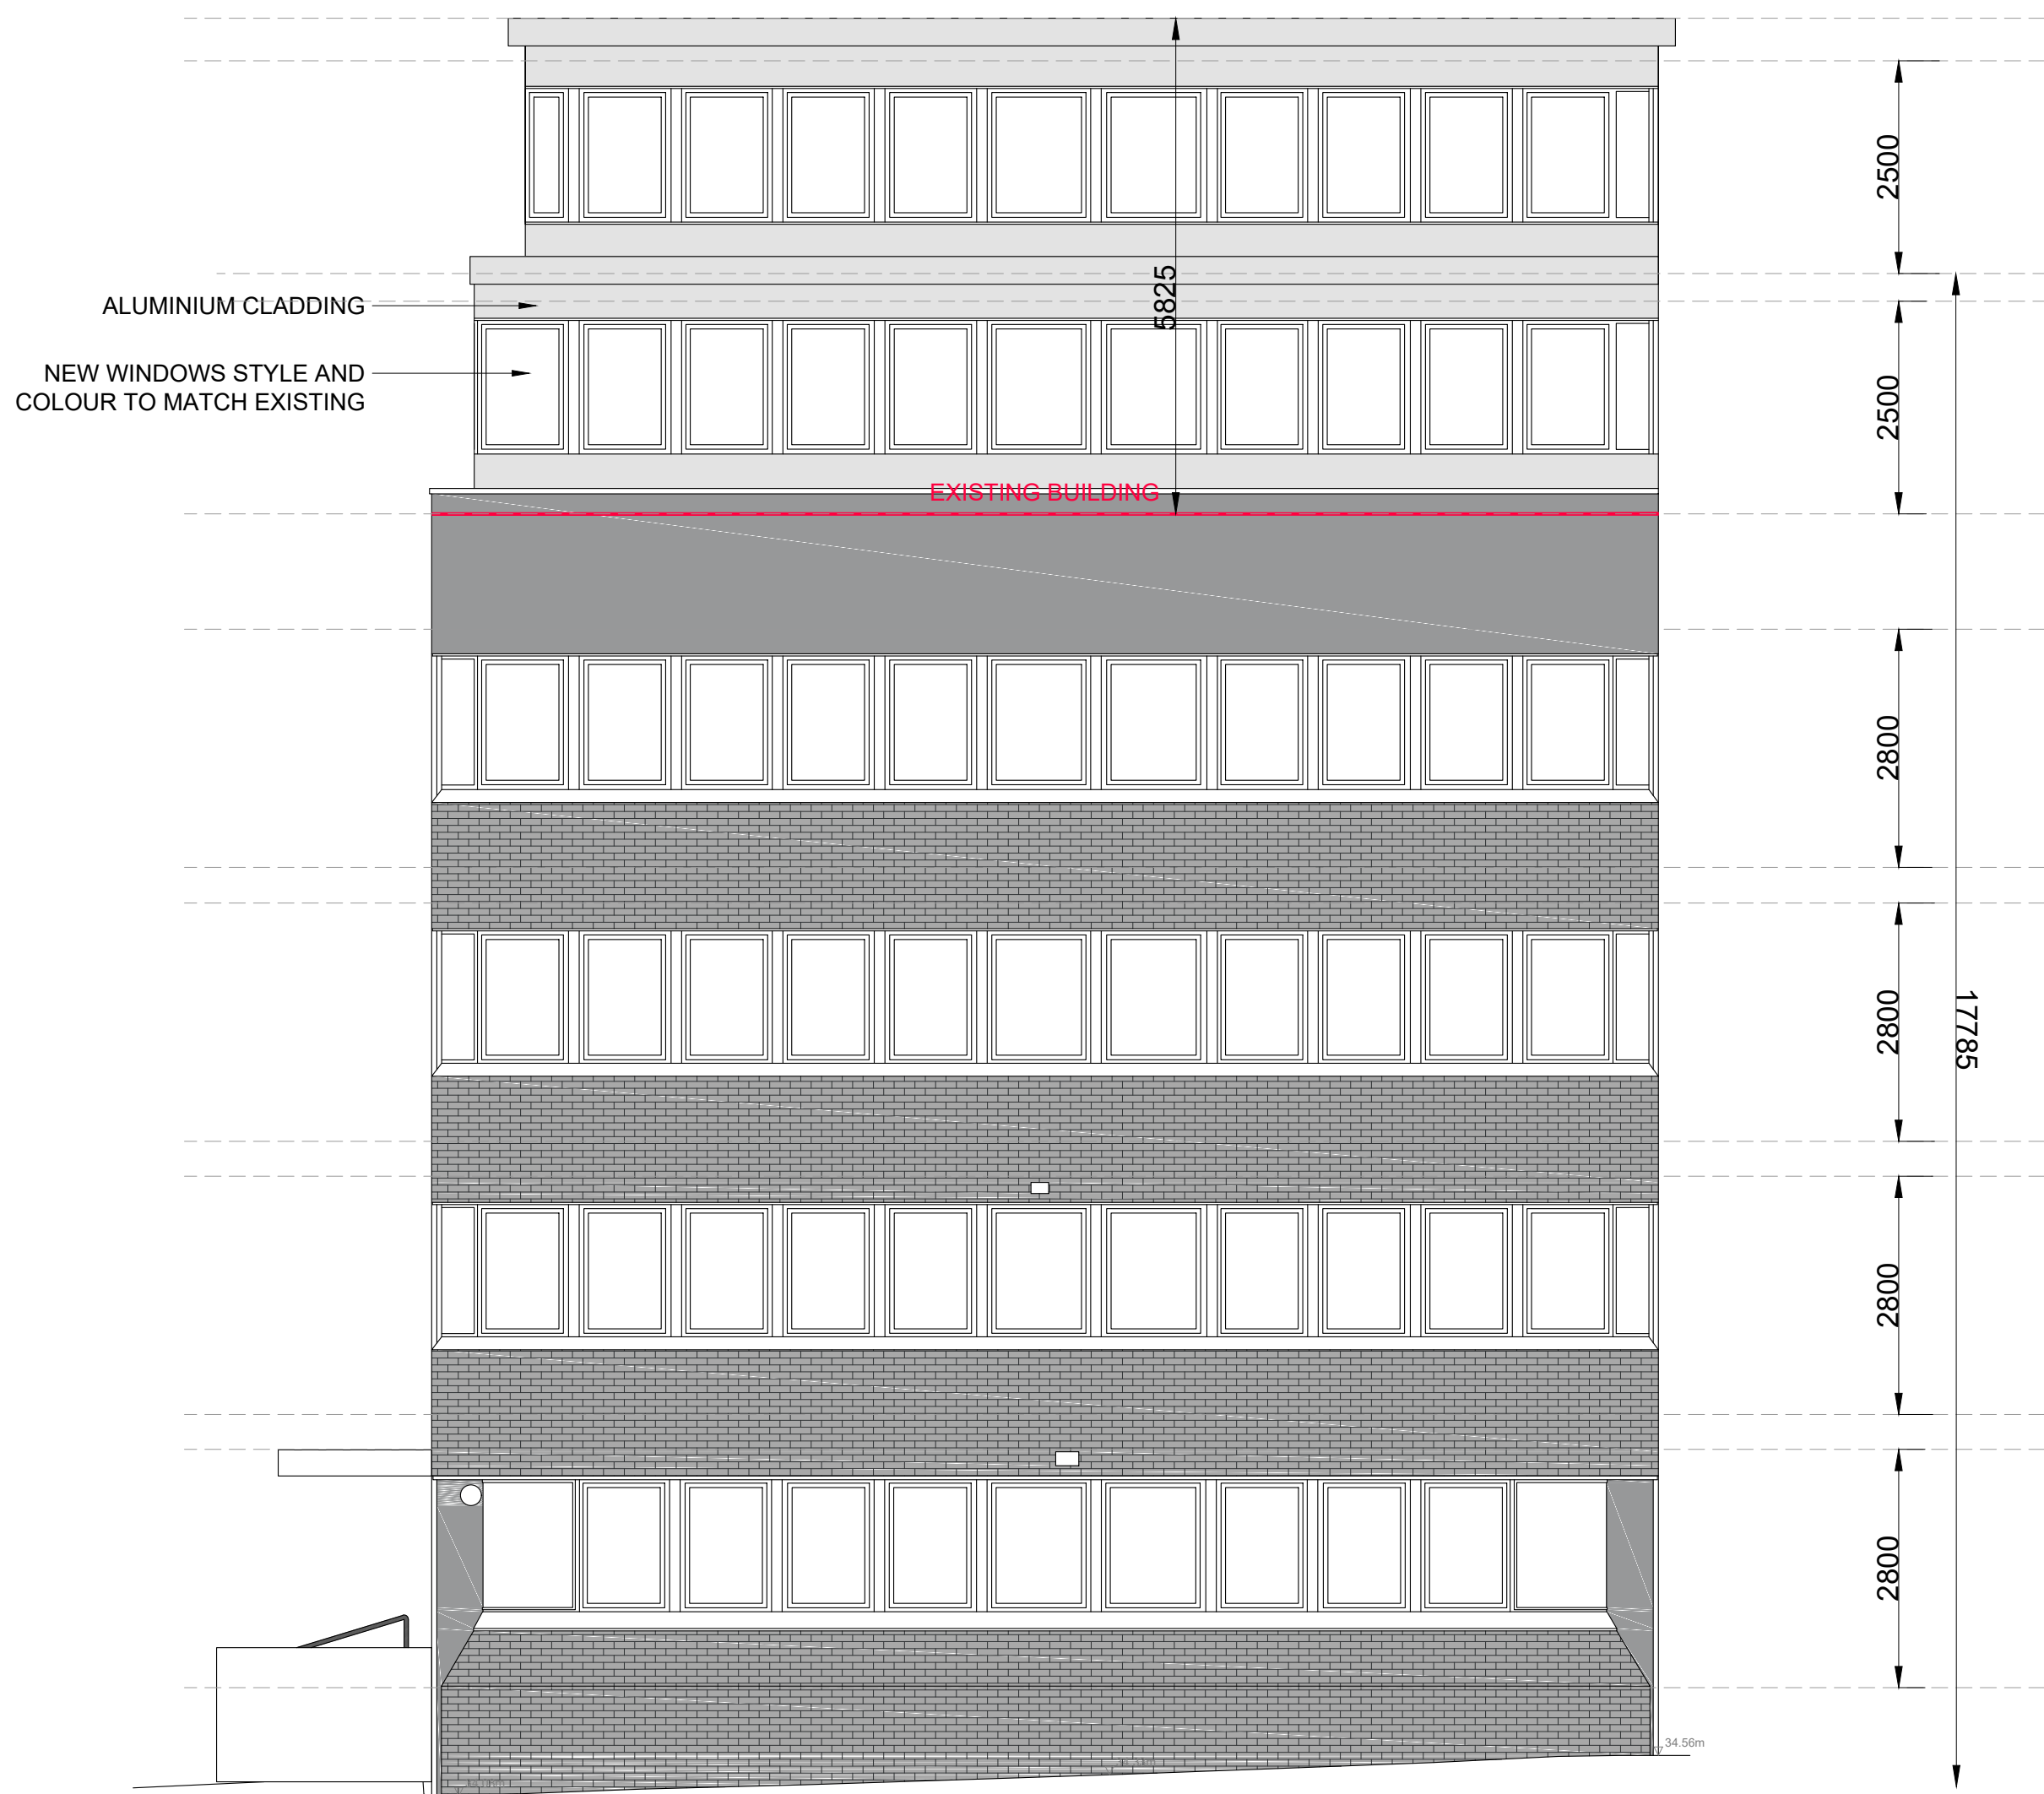 2500
5825
ALUMINIUM CLADDING
NEW WINDOWS STYLE AND
COLOUR TO MATCH EXISTING
2500
EXISTING BUILDING
2800
2800
17785
2800
2800
34.56m